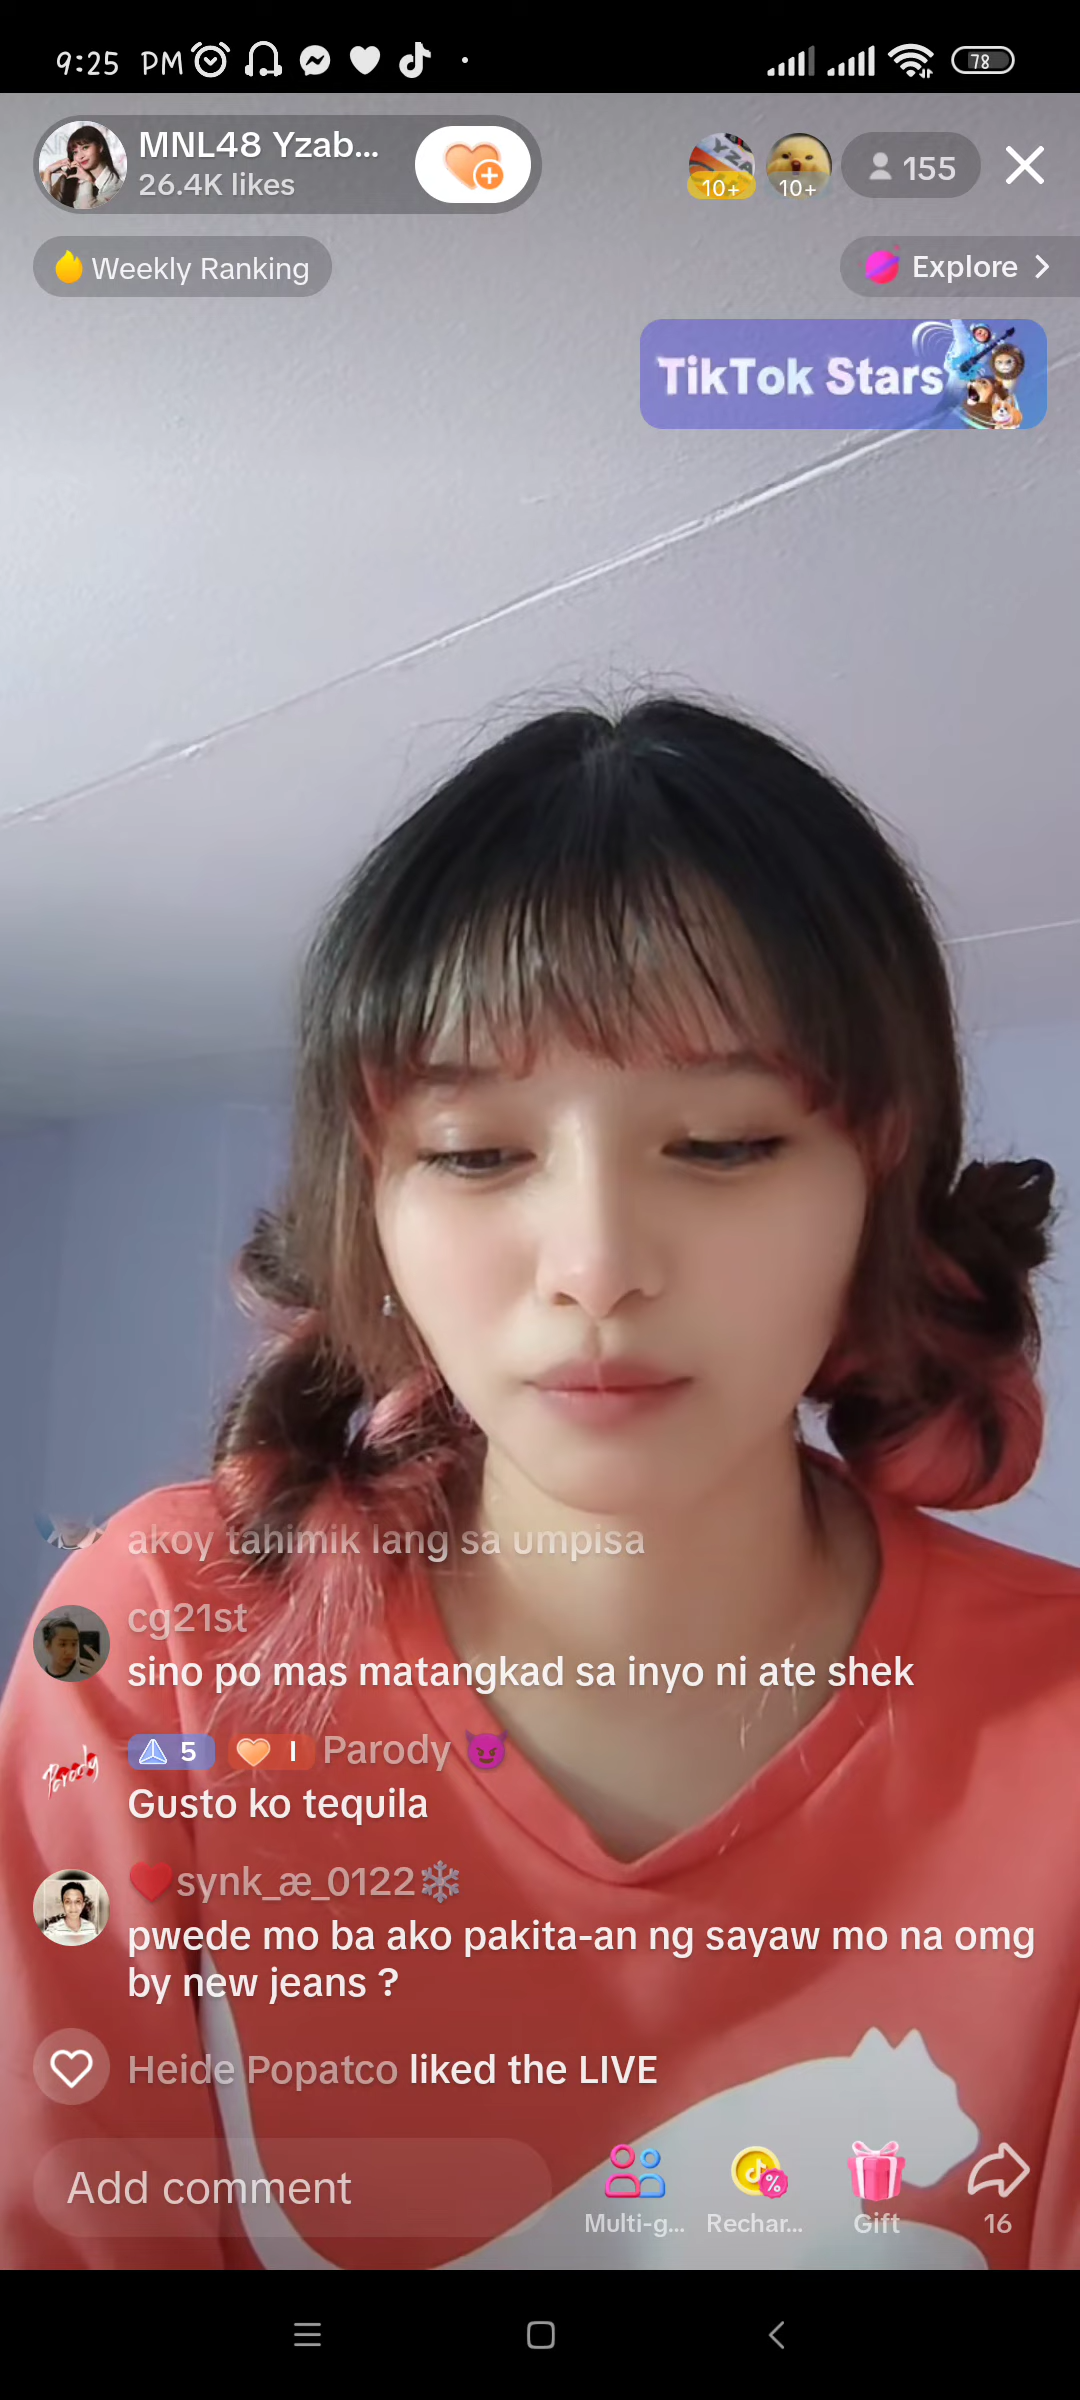 9:25 PM
78
MNL48 Yzab...
26.4K likes
10+
10+
155
Weekly Ranking
Explore
TikTok Stars
akoy tahimik lang sa umpisa
cg21st
sino po mas matangkad sa inyo ni ate shek
5 I Parody 😈
Parody
Gusto ko tequila
❤️synk_æ_0122❄️
pwede mo ba ako pakita-an ng sayaw mo na omg
by new jeans ?
Heide Popatco liked the LIVE
Add comment
Multi-g...
Rechar...
Gift
16